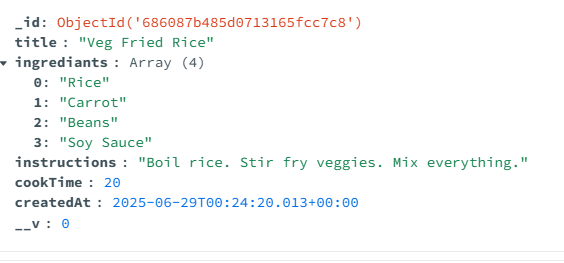 _id: ObjectId('686087b485d0713165fcc7c8')
title : "Veg Fried Rice"
ingrediants : Array (4)
0: "Rice"
1: "Carrot"
2: "Beans"
3: "Soy Sauce"
instructions : "Boil rice. Stir fry veggies. Mix everything."
cookTime : 20
createdAt : 2025-06-29T00:24:20.013+00:00
__v : 0